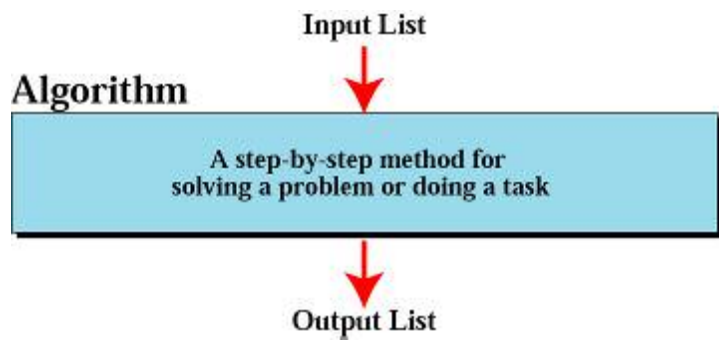 Input List
Algorithm
A step-by-step method for
solving a problem or doing a task
Output List